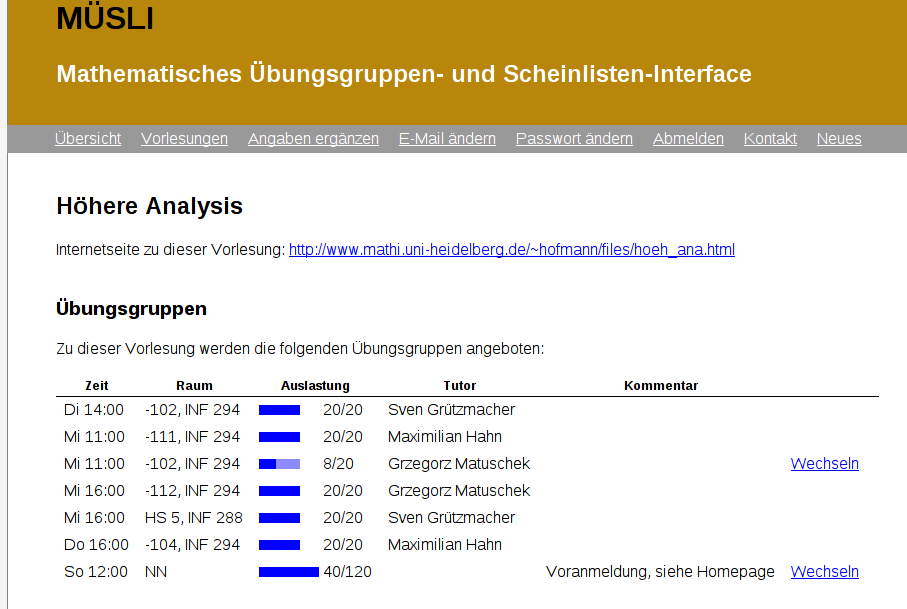 MÜSLI
Mathematisches Übungsgruppen- und Scheinlisten-Interface
Übersicht Vorlesungen Angaben ergänzen E-Mail ändern Passwort ändern Abmelden Kontakt Neues
Höhere Analysis
Internetseite zu dieser Vorlesung: http://www.mathi.uni-heidelberg.de/~hofmann/files/hoeh_ana.html
Übungsgruppen
Zu dieser Vorlesung werden die folgenden Übungsgruppen angeboten:
Zeit Raum Auslastung Tutor Kommentar
Di 14:00 -102, INF 294 20/20 Sven Grützmacher
Mi 11:00 -111, INF 294 20/20 Maximilian Hahn
Mi 11:00 -102, INF 294 8/20 Grzegorz Matuschek Wechseln
Mi 16:00 -112, INF 294 20/20 Grzegorz Matuschek
Mi 16:00 HS 5, INF 288 20/20 Sven Grützmacher
Do 16:00 -104, INF 294 20/20 Maximilian Hahn
So 12:00 NN 40/120 Voranmeldung, siehe Homepage Wechseln